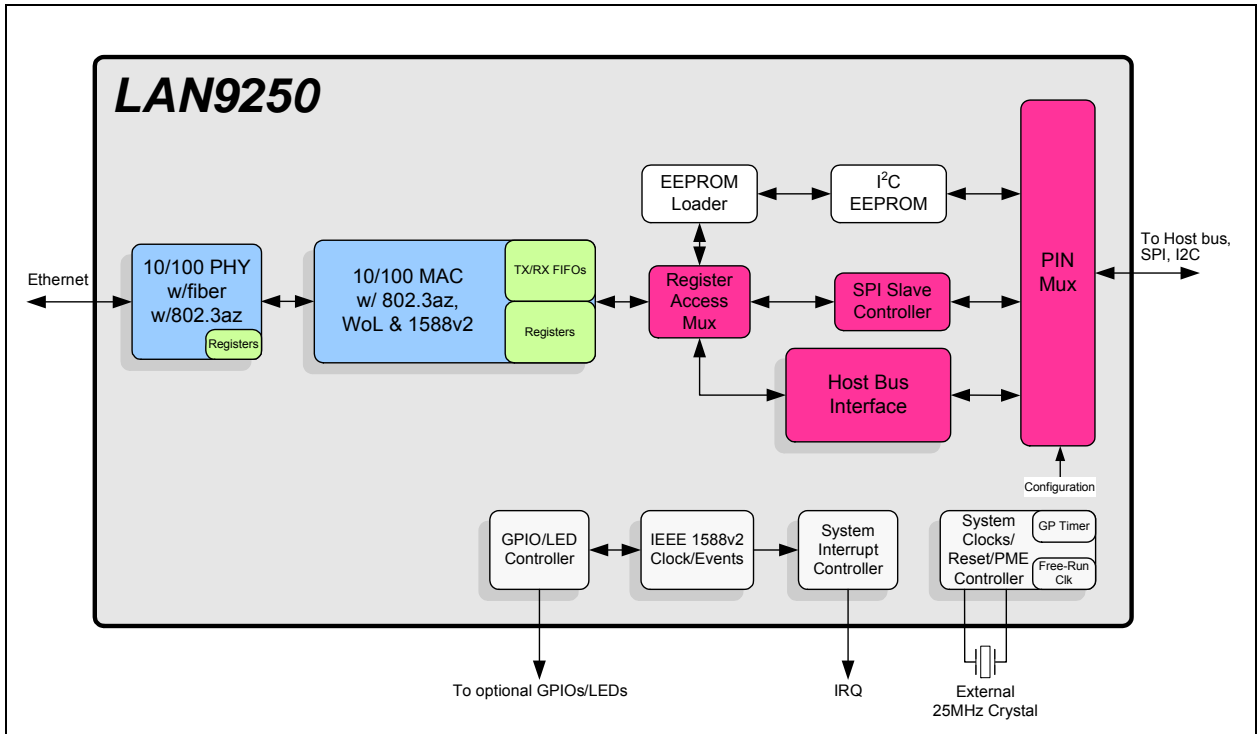 LAN9250
EEPROM
Loader
I2C
EEPROM
Ethernet
10/100 PHY
w/fiber
w/802.3az
Registers
10/100 MAC
w/ 802.3az,
WoL & 1588v2
TX/RX FIFOs
Registers
Register
Access
Mux
SPI Slave
Controller
Host Bus
Interface
PIN
Mux
To Host bus,
SPI, I2C
Configuration
GPIO/LED
Controller
IEEE 1588v2
Clock/Events
System
Interrupt
Controller
System
Clocks/
Reset/PME
Controller
GP Timer
Free-Run
Clk
To optional GPIOs/LEDs
IRQ
External
25MHz Crystal